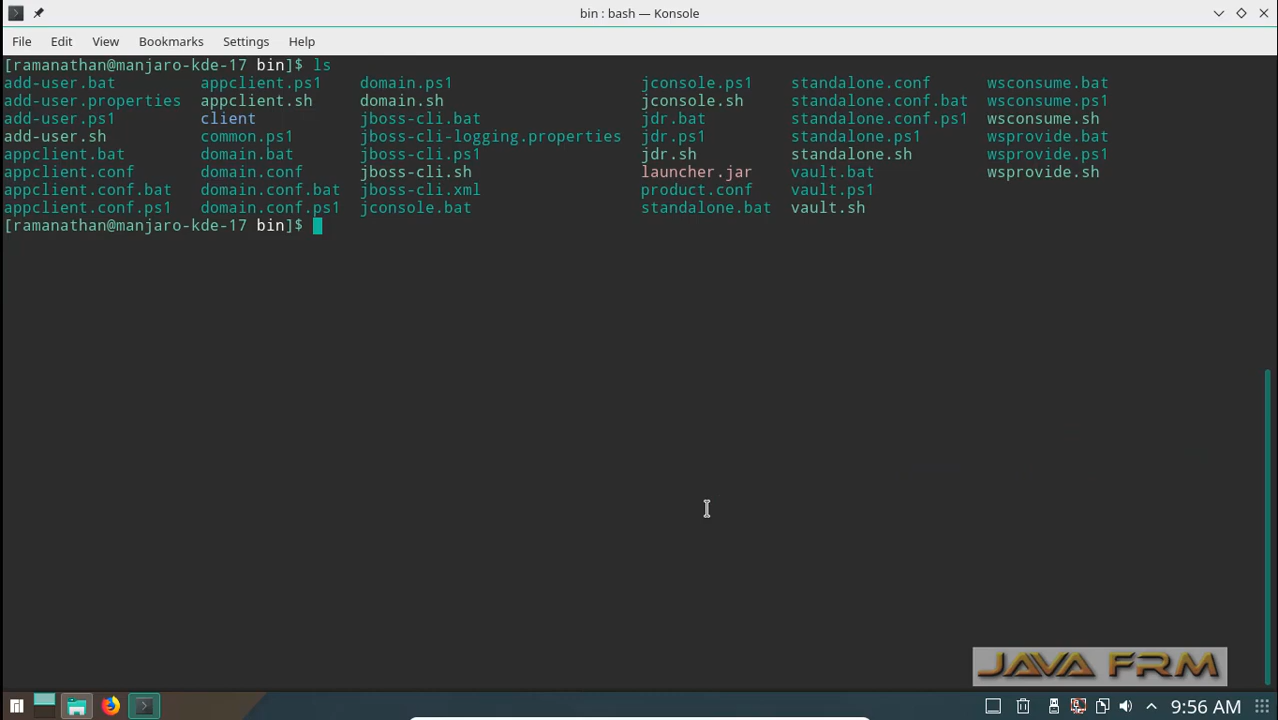 bin : bash — Konsole
File Edit View Bookmarks Settings Help
[ramanathan@manjaro-kde-17 bin]$ ls
add-user.bat appclient.ps1 domain.ps1 jconsole.ps1 standalone.conf wsconsume.bat
add-user.properties appclient.sh domain.sh jconsole.sh standalone.conf.bat wsconsume.ps1
add-user.ps1 client jboss-cli.bat jdr.bat standalone.conf.ps1 wsconsume.sh
add-user.sh common.ps1 jboss-cli-logging.properties jdr.ps1 standalone.ps1 wsprovide.bat
appclient.bat domain.bat jboss-cli.ps1 jdr.sh standalone.sh wsprovide.ps1
appclient.conf domain.conf jboss-cli.sh launcher.jar vault.bat wsprovide.sh
appclient.conf.bat domain.conf.bat jboss-cli.xml product.conf vault.ps1
appclient.conf.ps1 domain.conf.ps1 jconsole.bat standalone.bat vault.sh
[ramanathan@manjaro-kde-17 bin]$
JAVA FRM
9:56 AM